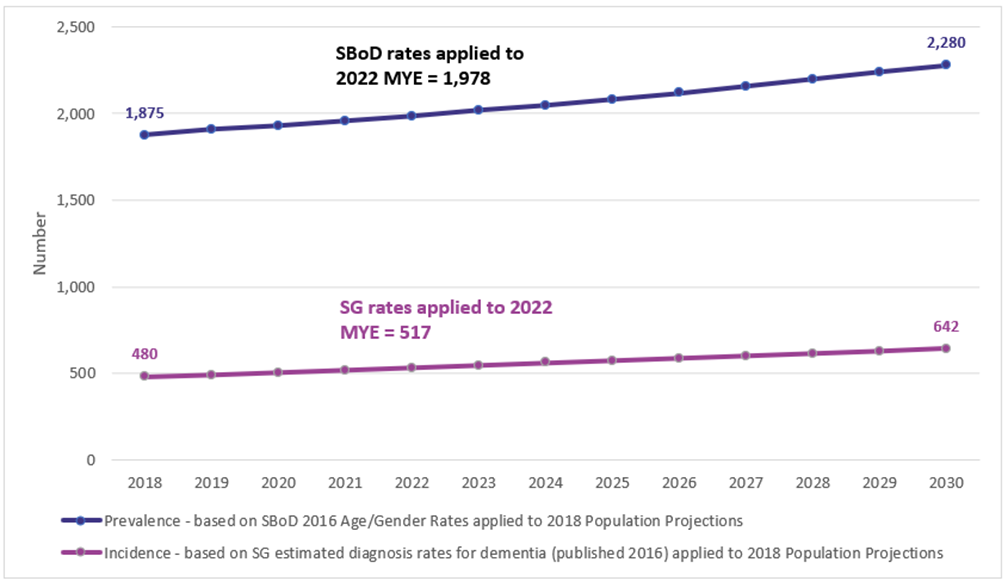 2,500
SBoD rates applied to
2022 MYE = 1,978
2,280
2,000
1,875
1,500
Number
1,000
SG rates applied to 2022
MYE = 517
642
480
500
0
2018 2019 2020 2021 2022 2023 2024 2025 2026 2027 2028 2029 2030
Prevalence - based on SBoD 2016 Age/Gender Rates applied to 2018 Population Projections
Incidence - based on SG estimated diagnosis rates for dementia (published 2016) applied to 2018 Population Projections